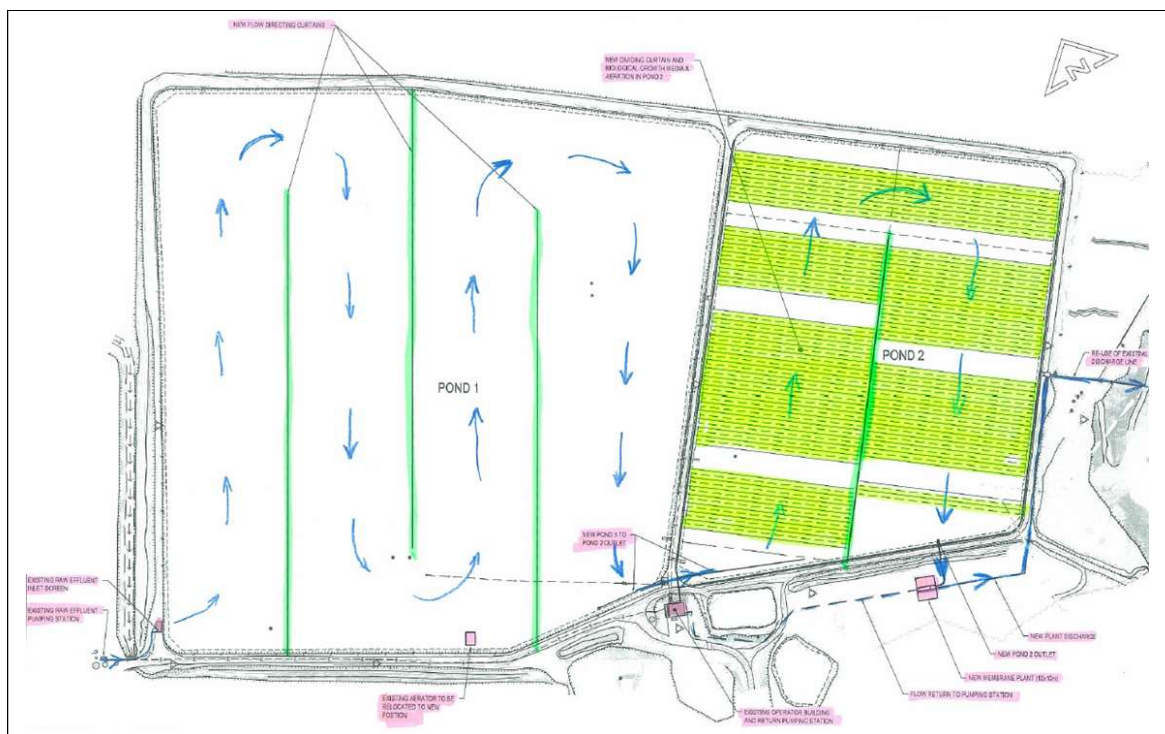 NEW FLOW DIRECTING CURTAINS
NEW DIVIDING CURTAIN AND
BIOLOGICAL GROWTH MEDIA &
AERATION IN POND 2
N
POND 1
POND 2
RE-USE OF EXISTING
DISCHARGE LINE
NEW POND 1 TO
POND 2 OUTLET
EXISTING RAW EFFLUENT
INLET SCREEN
EXISTING RAW EFFLUENT
PUMPING STATION
NEW PLANT DISCHARGE
NEW POND 2 OUTLET
NEW MEMBRANE PLANT
FLOW RETURN TO PUMPING STATION
EXISTING AERATOR TO BE
RELOCATED TO NEW
POSITION
EXISTING OPERATOR BUILDING
AND RETURN PUMPING STATION